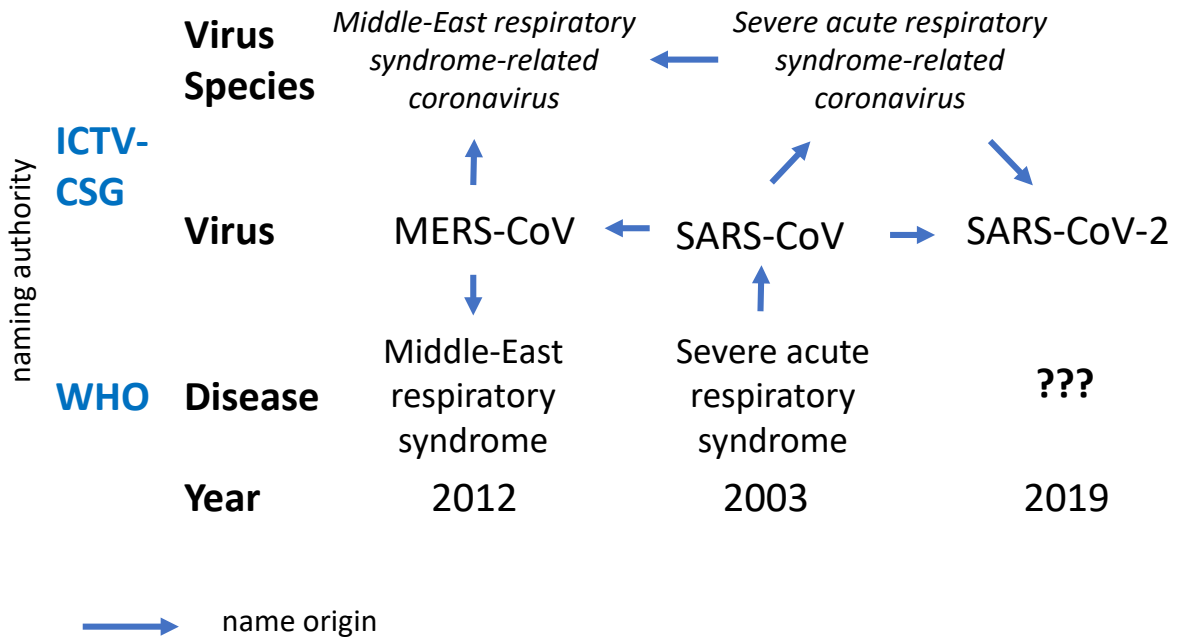 Virus
Species
Middle-East respiratory
syndrome-related
coronavirus
Severe acute respiratory
syndrome-related
coronavirus
naming authority
ICTV-
CSG
Virus
MERS-CoV
SARS-CoV
SARS-CoV-2
WHO
Disease
Middle-East
respiratory
syndrome
Severe acute
respiratory
syndrome
???
Year
2012
2003
2019
name origin